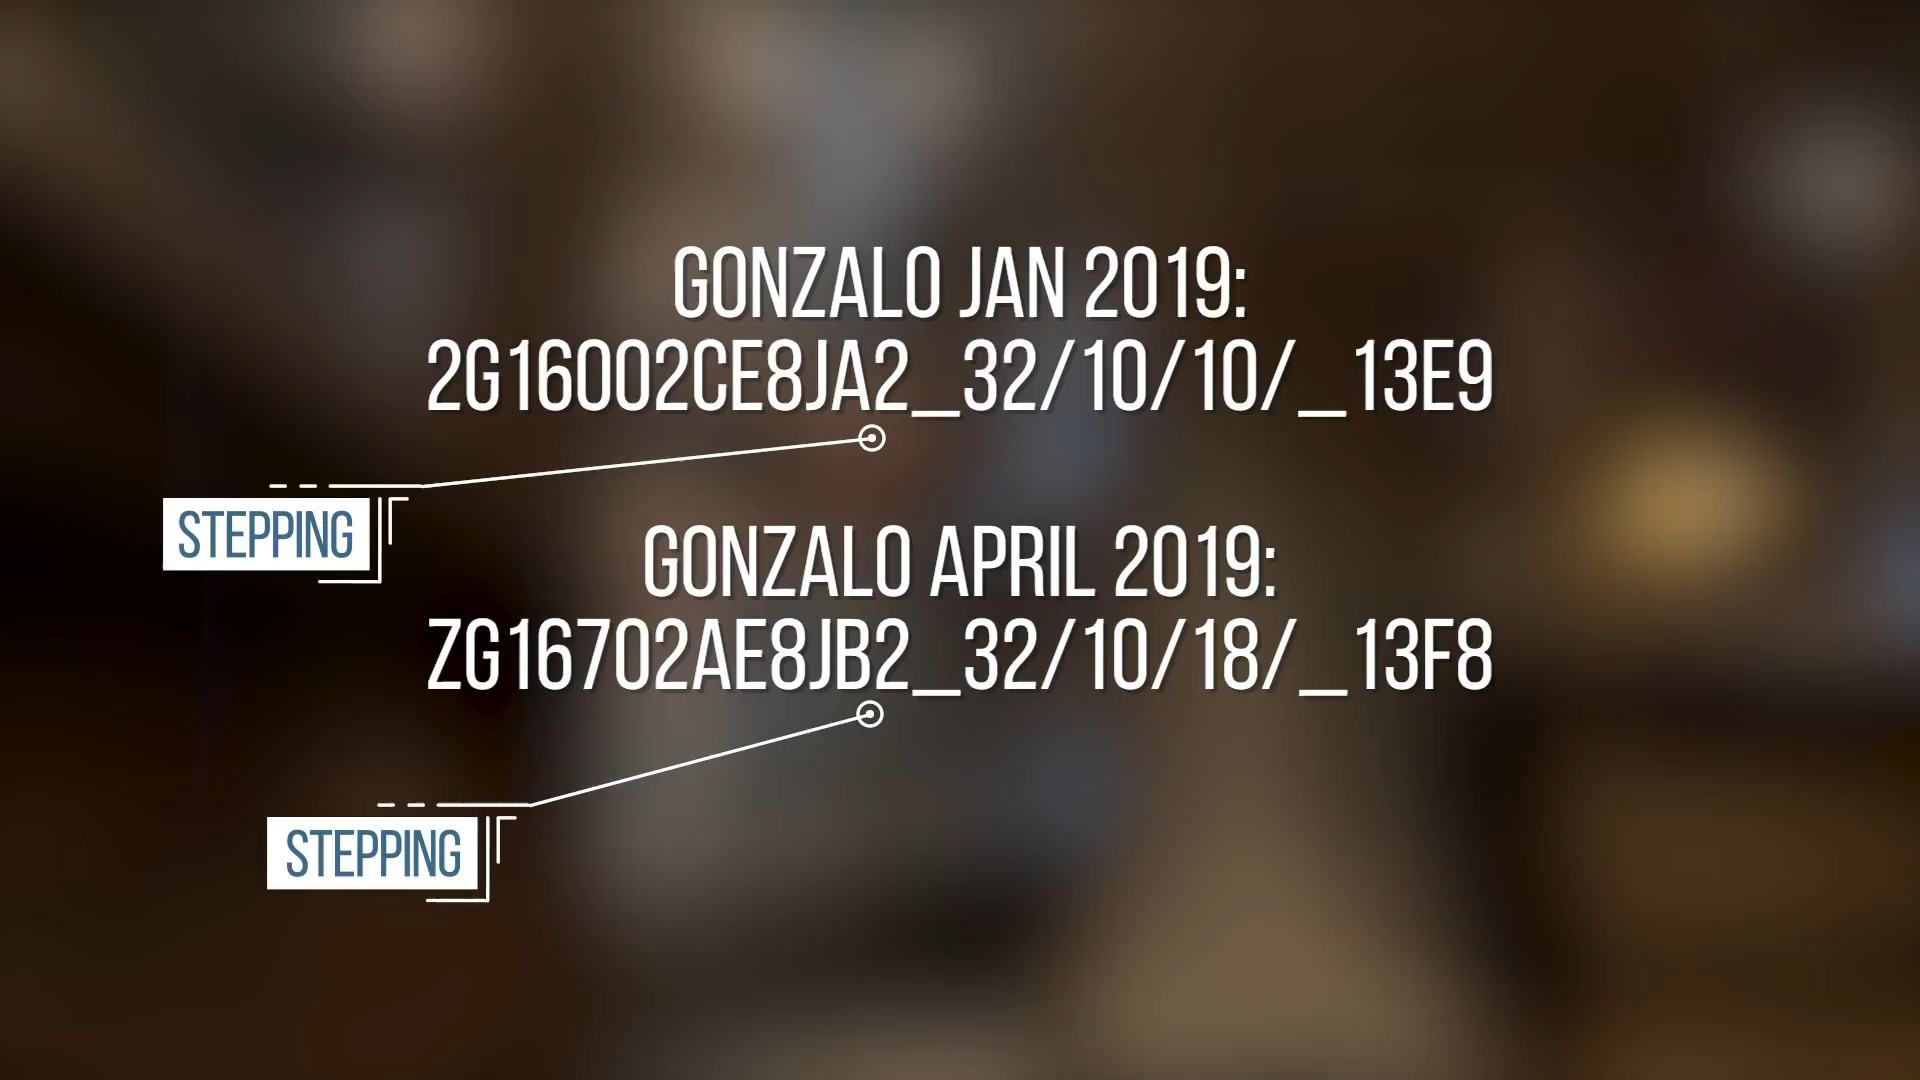 GONZALO JAN 2019:
2G16002CE8JA2_32/10/10/_13E9
STEPPING
GONZALO APRIL 2019:
ZG16702AE8JB2_32/10/18/_13F8
STEPPING